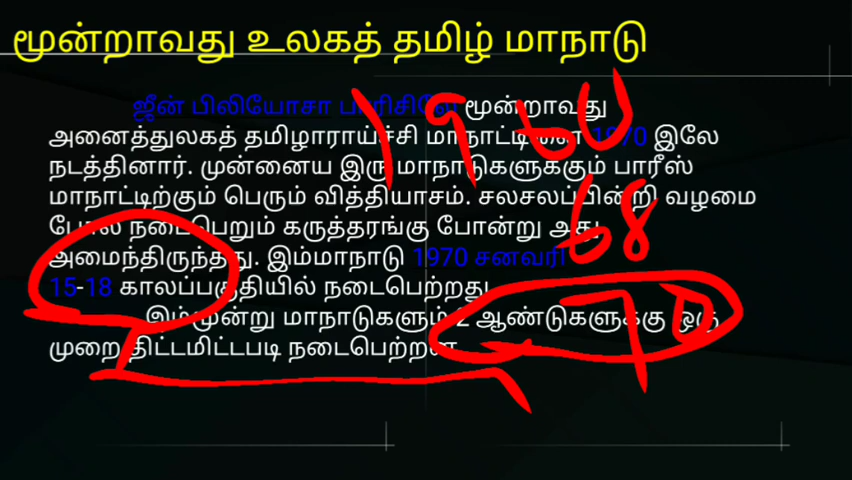 மூன்றாவது உலகத் தமிழ் மாநாடு
ஜீன் பிலியோசா பாரிசிலே மூன்றாவது
அனைத்துலகத் தமிழாராய்ச்சி மாநாட்டினை 1970 இலே
நடத்தினார். முன்னைய இரு மாநாடுகளுக்கும் பாரீஸ்
மாநாட்டிற்கும் பெரும் வித்தியாசம். சலசலப்பின்றி வழமை
போல நடைபெறும் கருத்தரங்கு போன்று அது
அமைந்திருந்தது. இம்மாநாடு 1970 சனவரி
15-18 காலப்பகுதியில் நடைபெற்றது
இம்மூன்று மாநாடுகளும் 2 ஆண்டுகளுக்கு ஒரு
முறை திட்டமிட்டபடி நடைபெற்றன
68
70